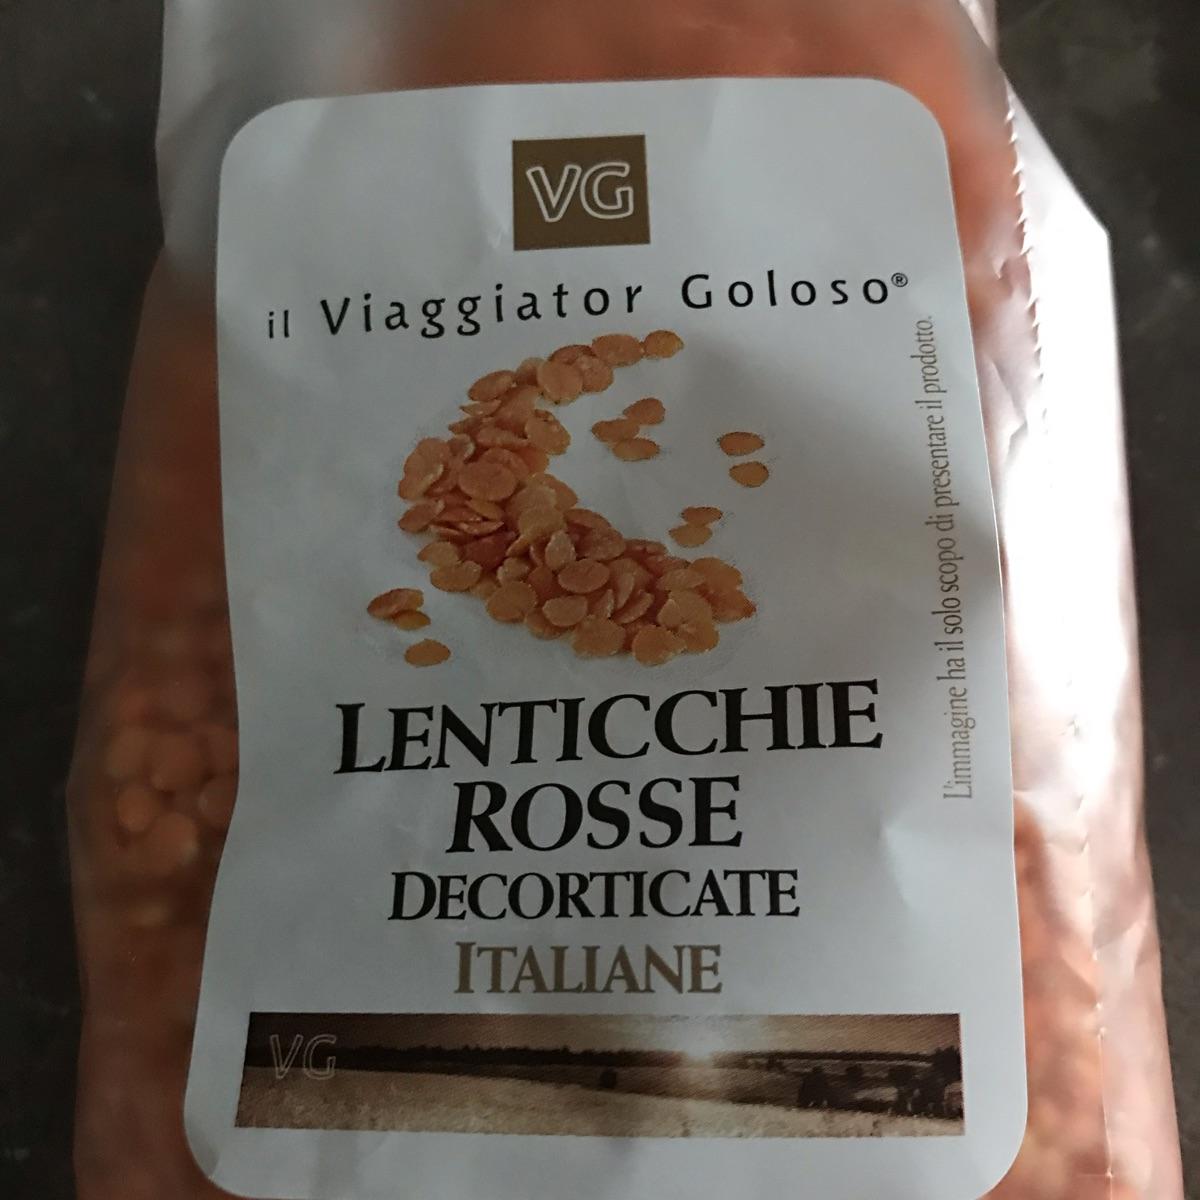 VG
il Viaggiator Goloso®
L'immagine ha il solo scopo di presentare il prodotto.
LENTICCHIE
ROSSE
DECORTICATE
ITALIANE
VG